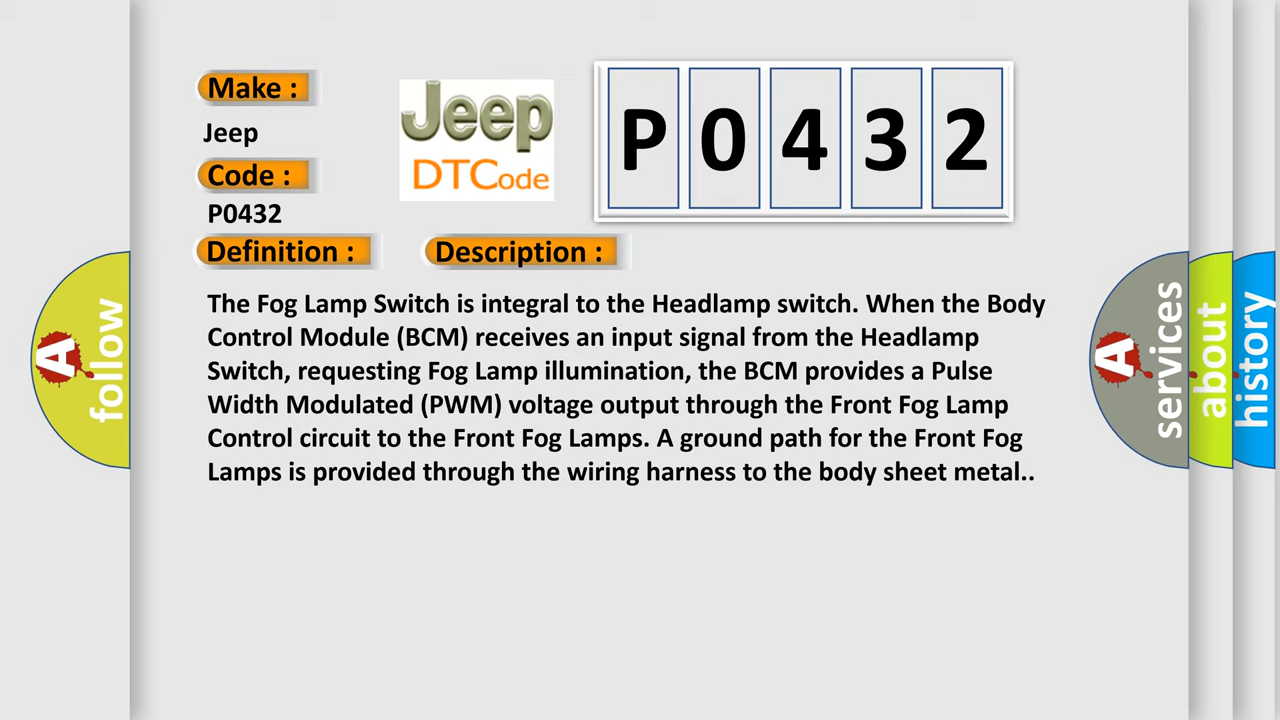 Make :
Jeep
Code :
P0432
Jeep
DTCode
P0432
Definition :
Description :
The Fog Lamp Switch is integral to the Headlamp switch. When the Body
Control Module (BCM) receives an input signal from the Headlamp
Switch, requesting Fog Lamp illumination, the BCM provides a Pulse
Width Modulated (PWM) voltage output through the Front Fog Lamp
Control circuit to the Front Fog Lamps. A ground path for the Front Fog
Lamps is provided through the wiring harness to the body sheet metal..
A follow
A services
about
history